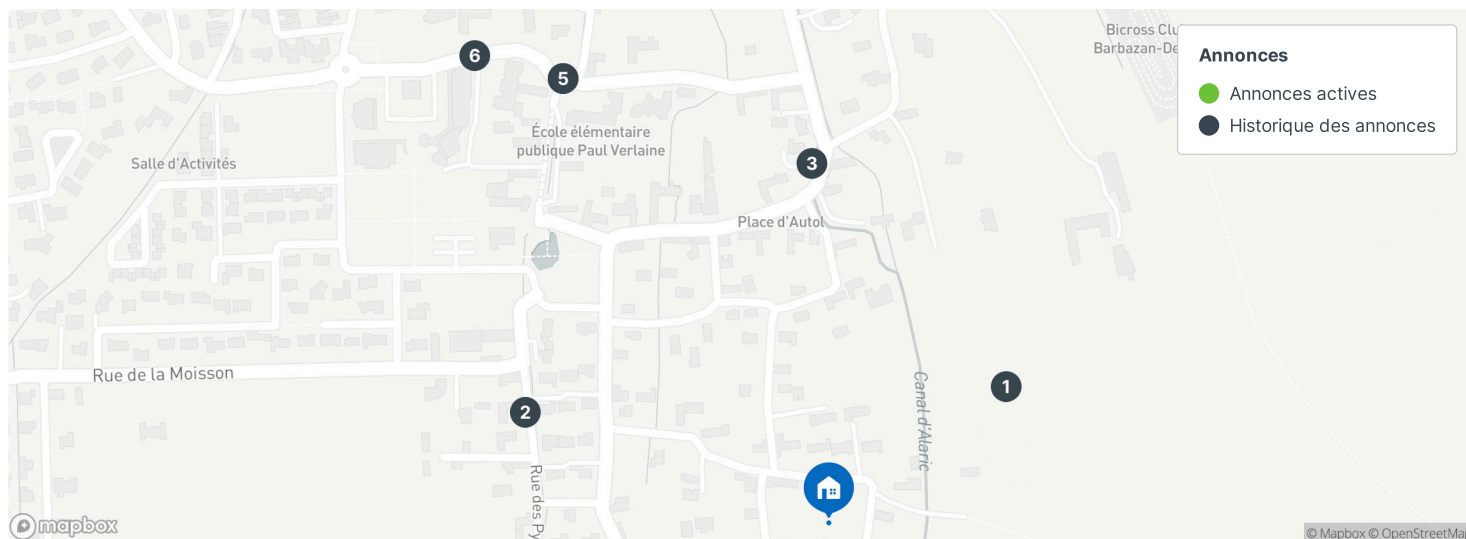 6
5
Bicross Clu
Barbazan-De
Annonces
Annonces actives
Historique des annonces
École élémentaire
publique Paul Verlaine
Salle d'Activités
3
Place d'Autol
Rue de la Moisson
1
2
Canal d'Alaric
Rue des Py
mapbox
© Mapbox © OpenStreetMap